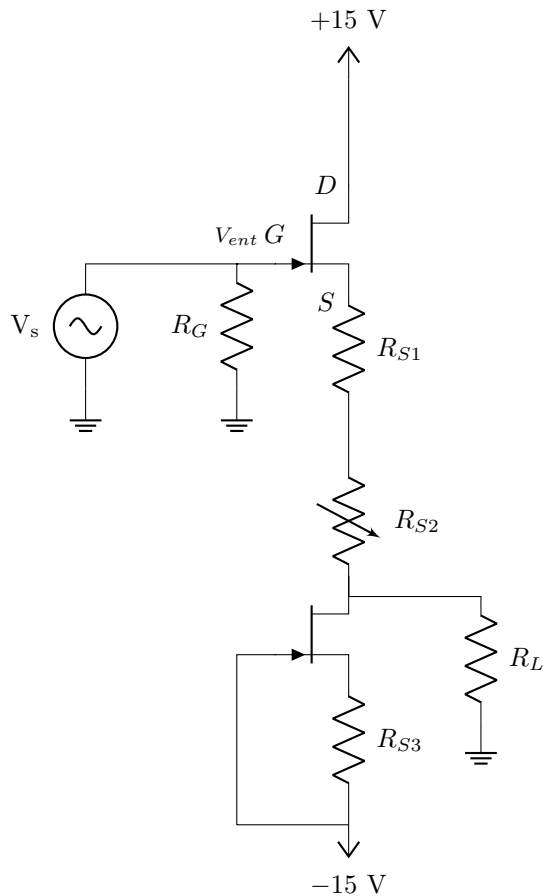 +15 V
D
V_ent G
S
V_s
R_G
R_S1
R_S2
R_L
R_S3
−15 V